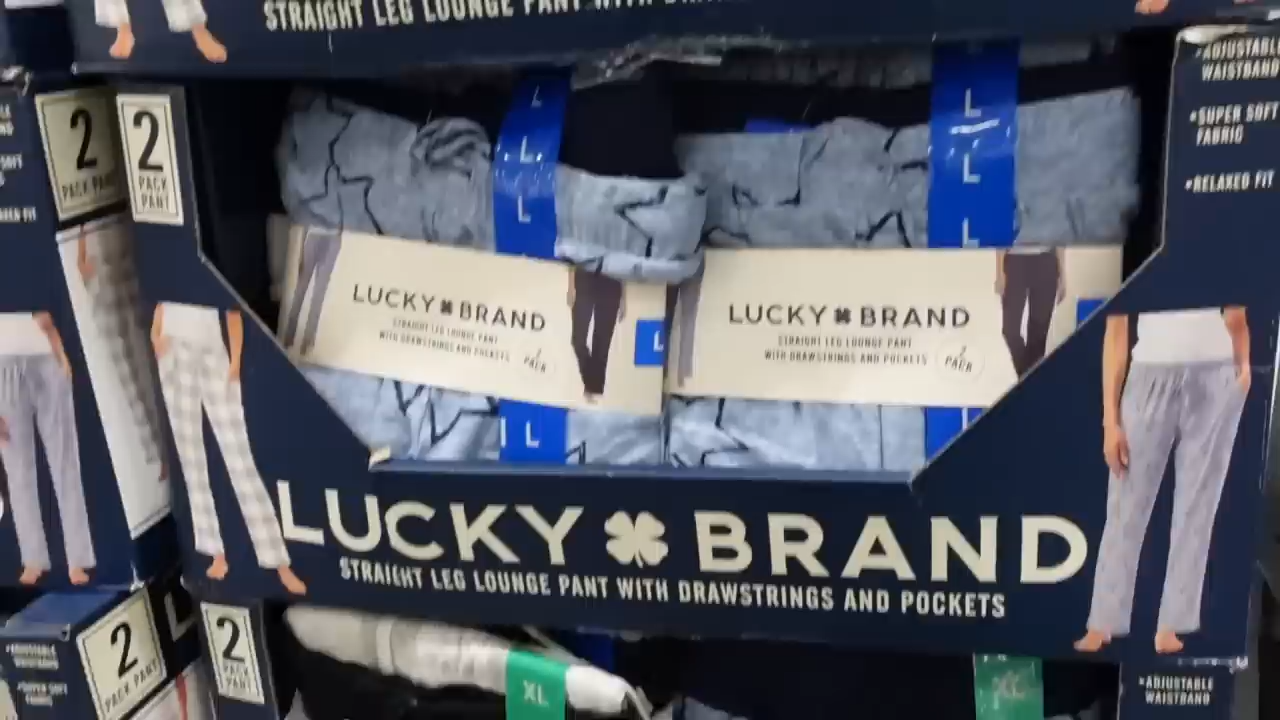 STRAIGHT LEG LOUNGE PANT WITH
2
PACK PANT
2
PACK
PANT
L
L
L
L
L
L
L
LUCKY BRAND
STRAIGHT LEG LOUNGE PANT
WITH DRAWSTRINGS AND POCKETS
2
PACK
L
LUCKY BRAND
STRAIGHT LEG LOUNGE PANT
WITH DRAWSTRINGS AND POCKETS
2
PACK
L
•ADJUSTABLE
WAISTBAND
•SUPER SOFT
FABRIC
•RELAXED FIT
LUCKY BRAND
STRAIGHT LEG LOUNGE PANT WITH DRAWSTRINGS AND POCKETS
•ADJUSTABLE
WAISTBAND
•SUPER SOFT
FABRIC
2
PACK PANT
L
2
PACK
PANT
XL
XL
•ADJUSTABLE
WAISTBAND